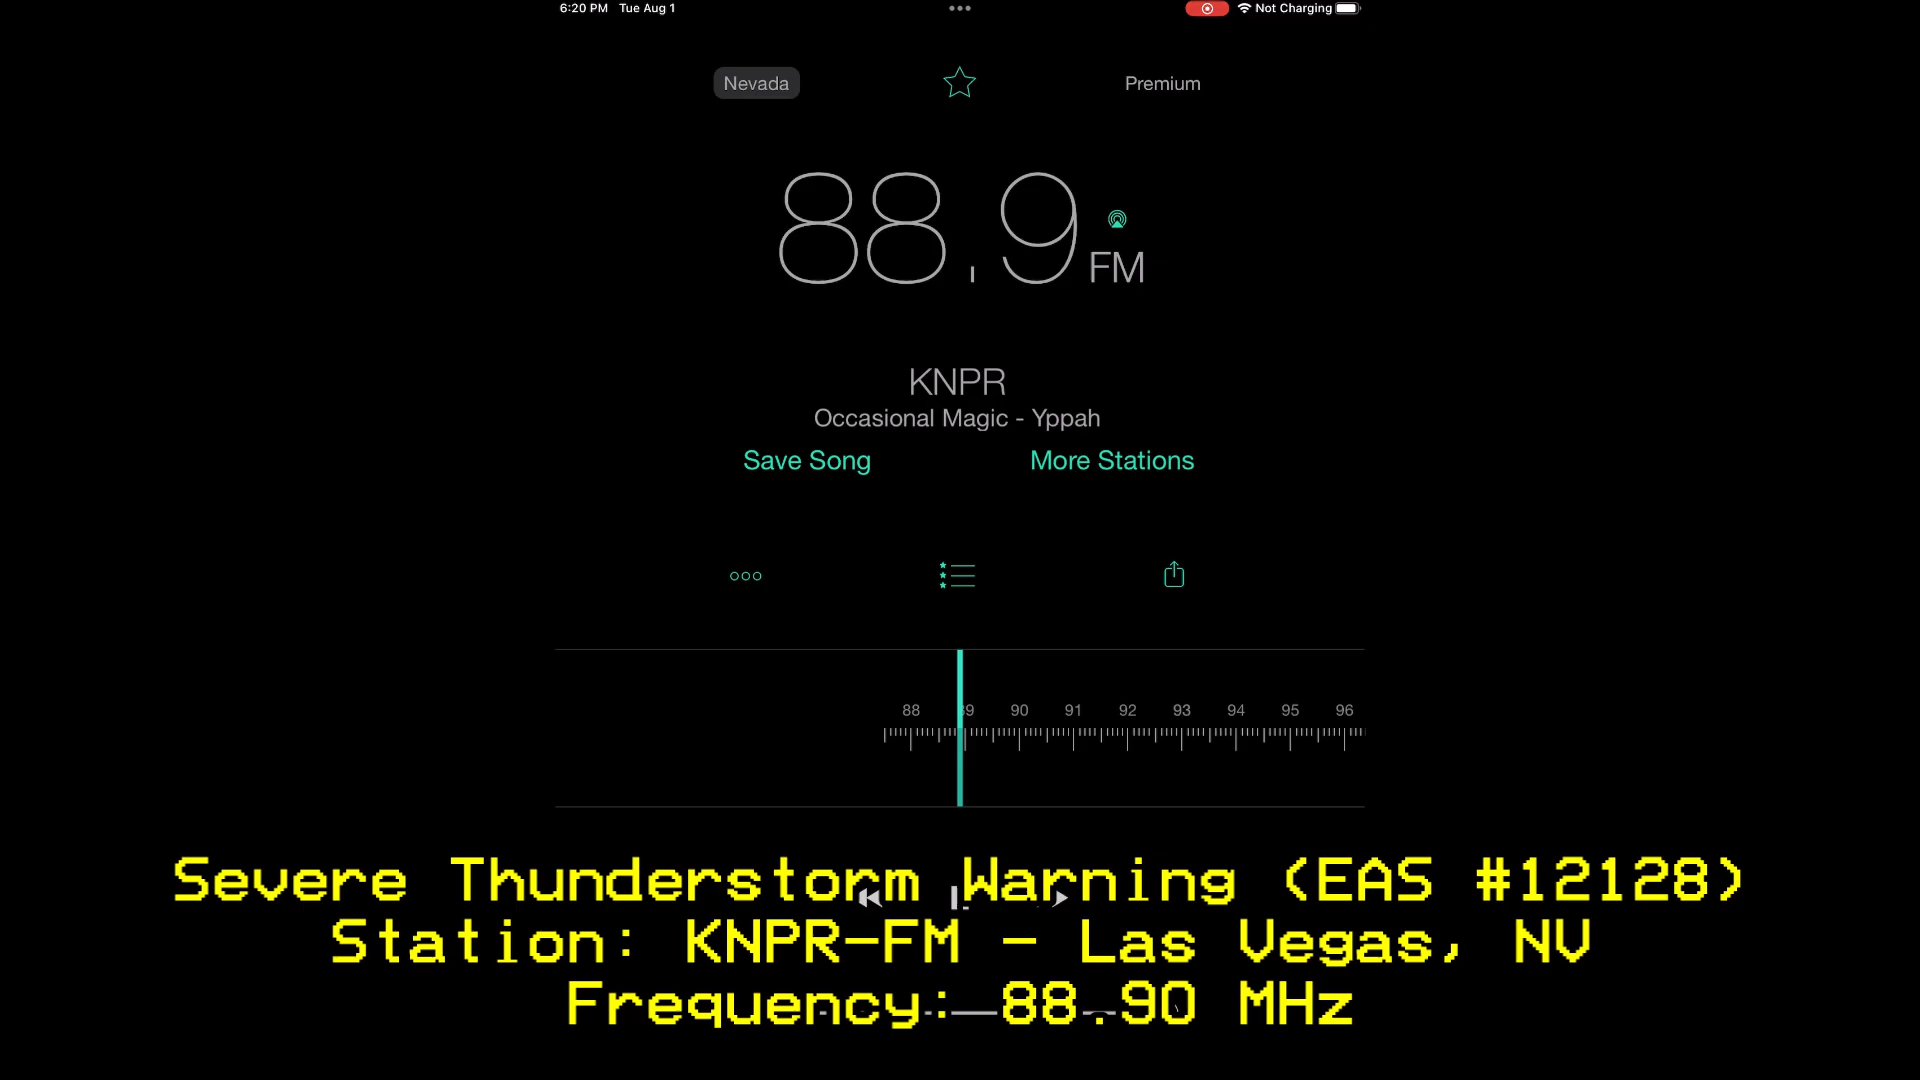 6:20 PM Tue Aug 1
Not Charging
Nevada
Premium
88.9 FM
KNPR
Occasional Magic - Yppah
Save Song
More Stations
88 89 90 91 92 93 94 95 96
Severe Thunderstorm Warning (EAS #12128)
Station: KNPR-FM - Las Vegas, NV
Frequency: 88.90 MHz